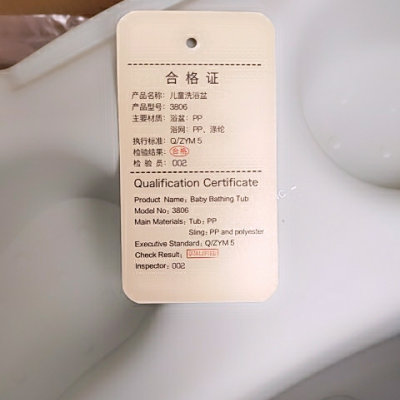 合格证
产品名称: 儿童洗浴盆
产品型号: 3806
主要材质: 浴盆: PP
浴网: PP、涤纶
执行标准: Q/ZYM 5
检验结果: 合格
检 验 员: 002
Qualification Certificate
Product Name: Baby Bathing Tub
Model No: 3806
Main Materials: Tub: PP
Sling: PP and polyester
Executive Standard: Q/ZYM 5
Check Result: QUALIFIED
Inspector: 002